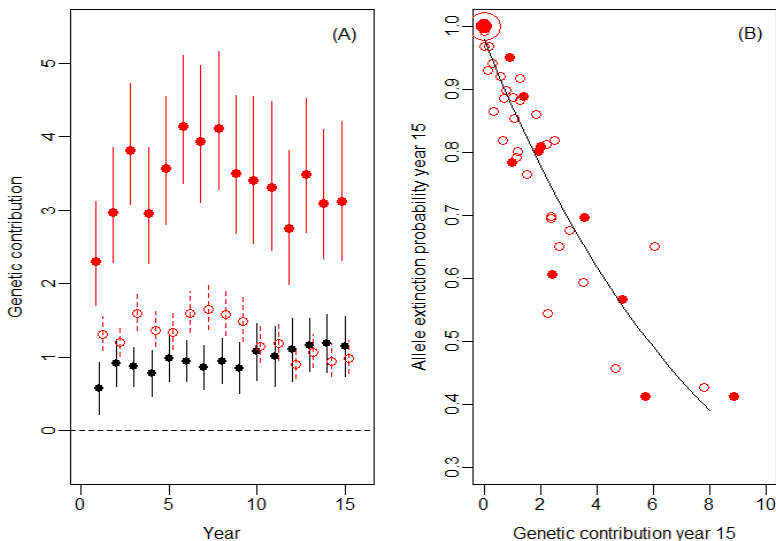 (A)
Genetic contribution
5
4
3
2
1
0
0 5 10 15
Year
(B)
Allele extinction probability year 15
1.0
0.9
0.8
0.7
0.6
0.5
0.4
0.3
0 2 4 6 8 10
Genetic contribution year 15